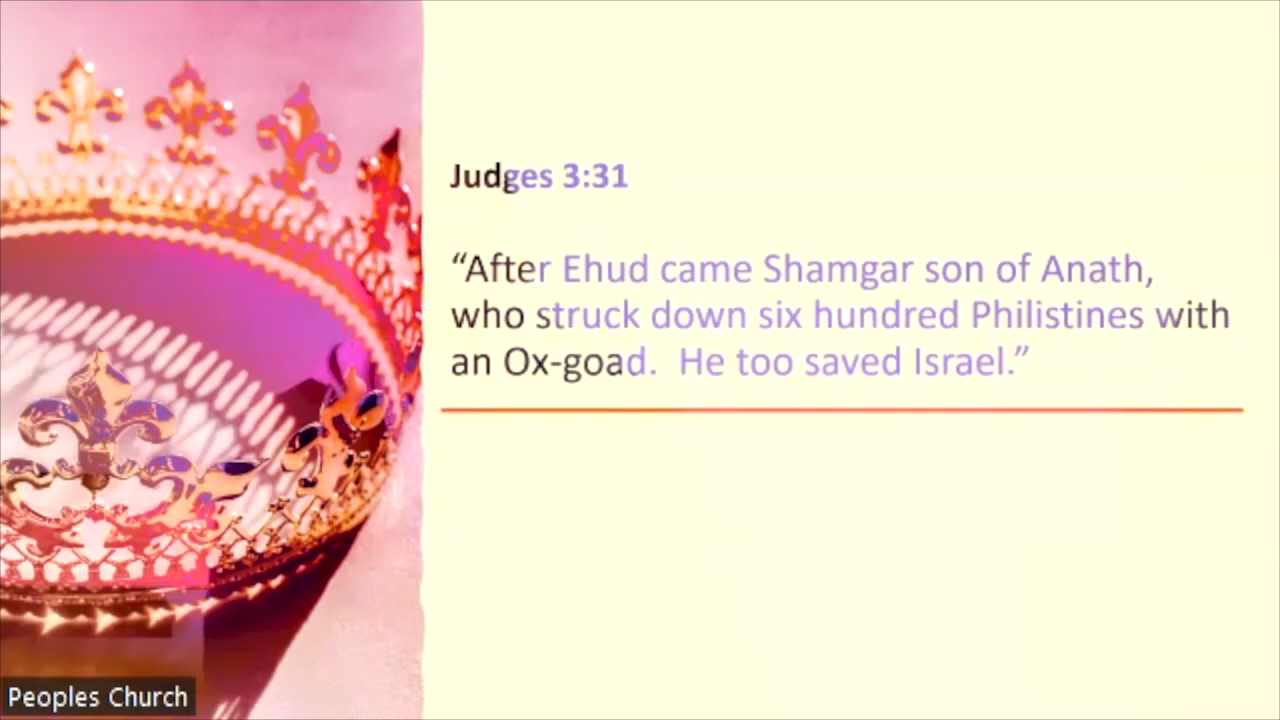 Judges 3:31
“After Ehud came Shamgar son of Anath,
who struck down six hundred Philistines with
an Ox-goad.  He too saved Israel.”
Peoples Church